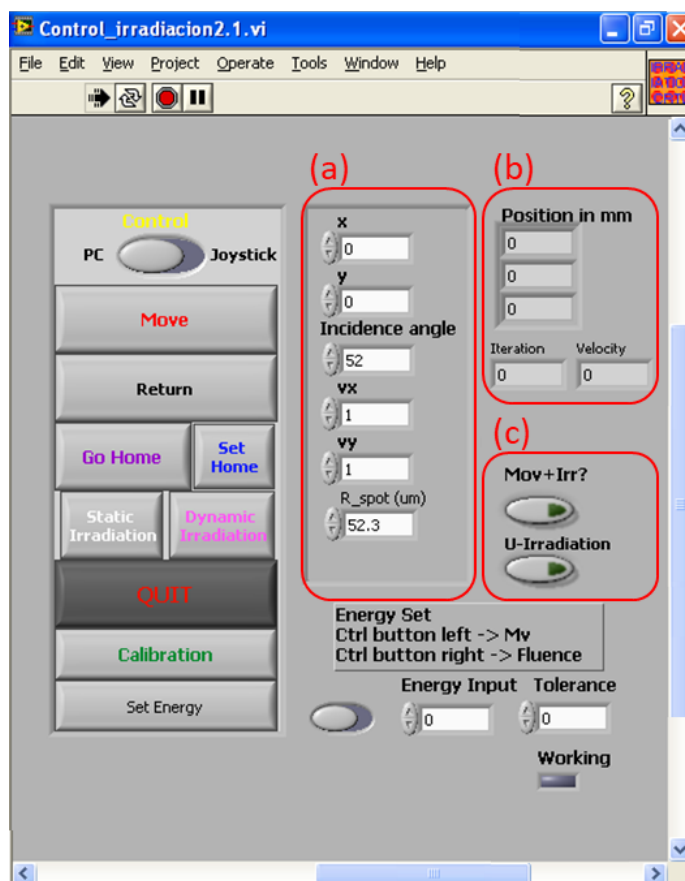 Control_irradiacion2.1.vi
File Edit View Project Operate Tools Window Help
(a)
(b)
Control
PC Joystick
Move
Return
Go Home
Set
Home
Static
Irradiation
Dynamic
Irradiation
QUIT
Calibration
Set Energy
x
0
y
0
Incidence angle
52
vx
1
vy
1
R_spot (um)
52.3
Position in mm
0
0
0
Iteration Velocity
0 0
(c)
Mov+Irr?
U-Irradiation
Energy Set
Ctrl button left -> Mv
Ctrl button right -> Fluence
Energy Input Tolerance
0 0
Working